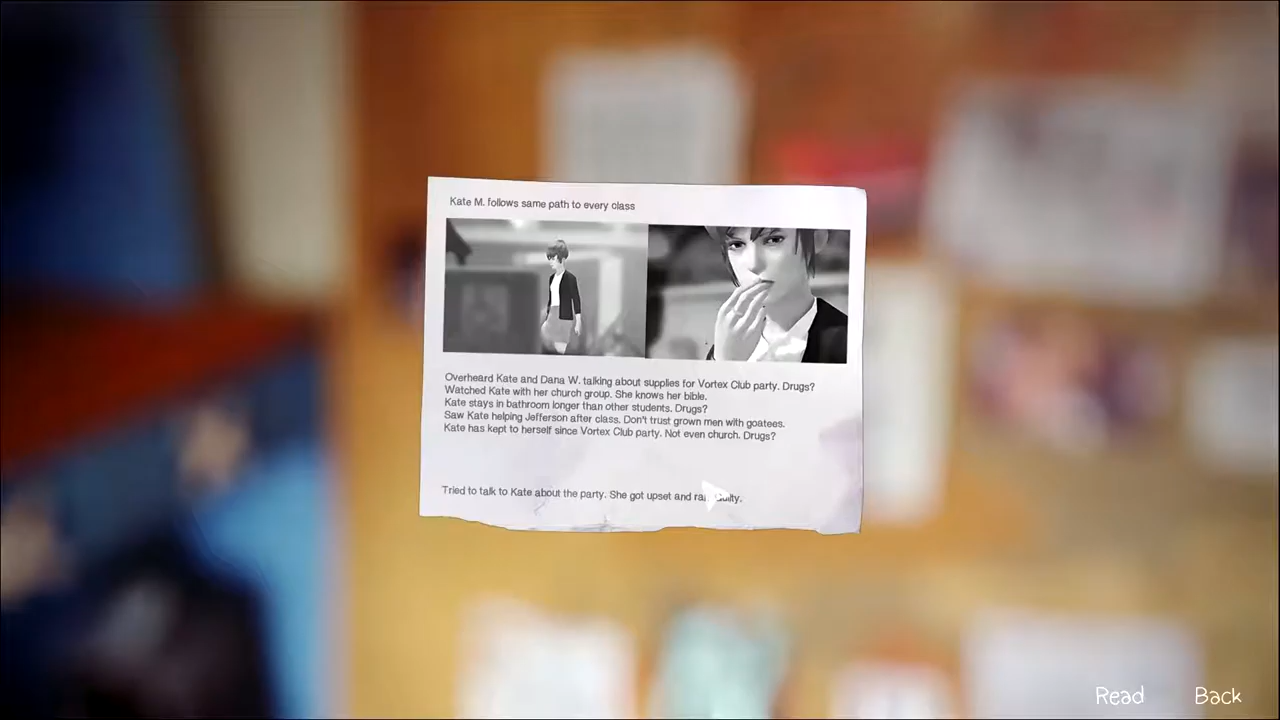 Kate M. follows same path to every class
Overheard Kate and Dana W. talking about supplies for Vortex Club party. Drugs?
Watched Kate with her church group. She knows her bible.
Kate stays in bathroom longer than other students. Drugs?
Saw Kate helping Jefferson after class. Don't trust grown men with goatees.
Kate has kept to herself since Vortex Club party. Not even church. Drugs?
Tried to talk to Kate about the party. She got upset and ran. Guilty.
Read Back